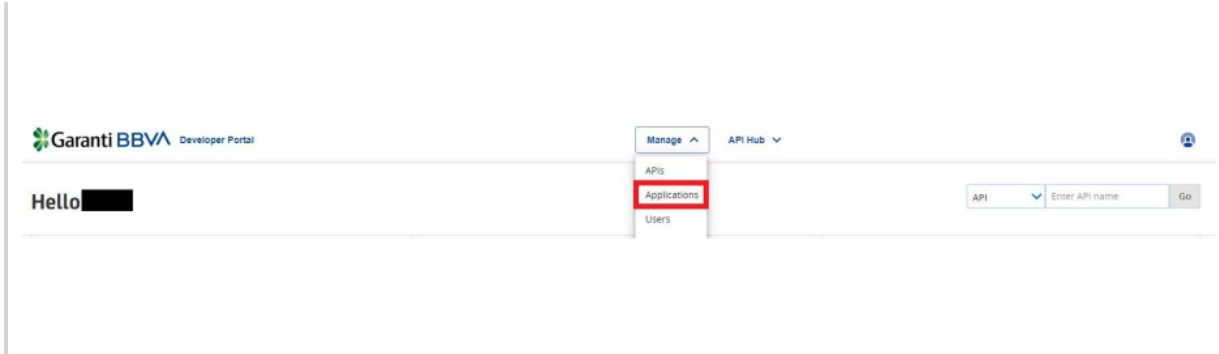 Garanti BBVA Developer Portal Manage API Hub
APIs
Hello Applications API Enter API name Go
Users